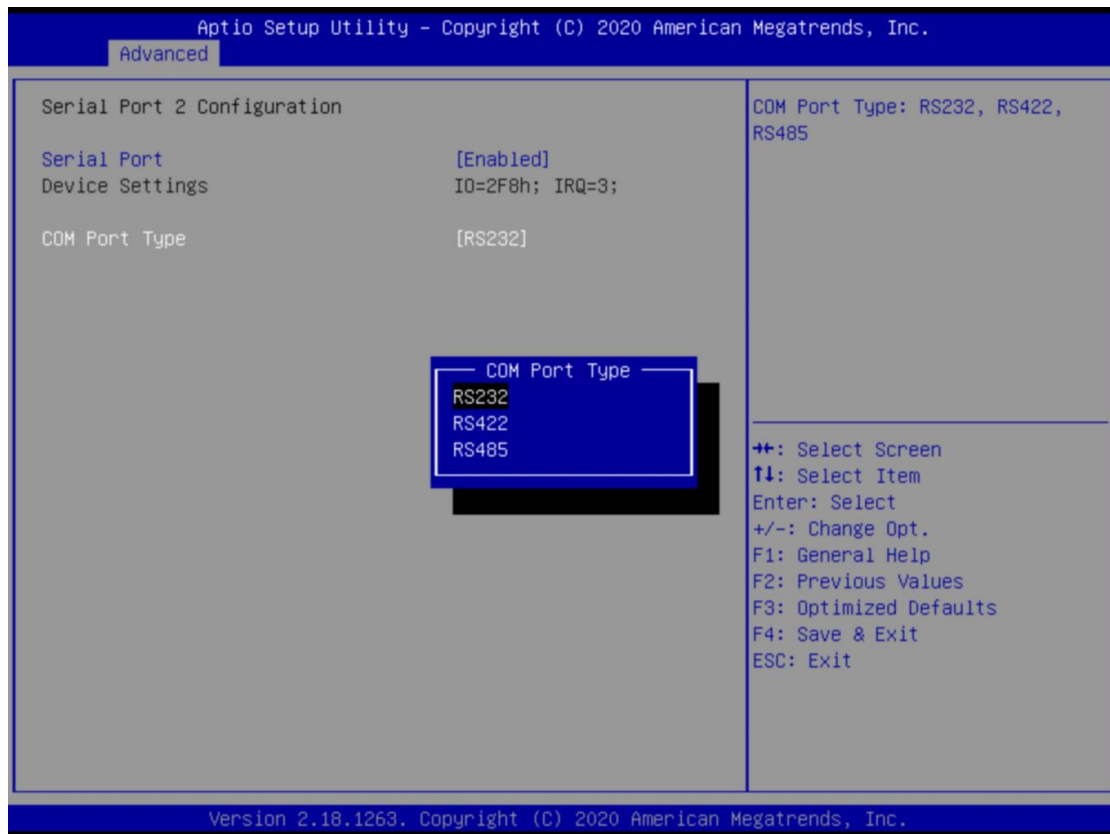 Aptio Setup Utility – Copyright (C) 2020 American Megatrends, Inc.
Advanced
Serial Port 2 Configuration
Serial Port [Enabled]
Device Settings IO=2F8h; IRQ=3;
COM Port Type [RS232]
COM Port Type
RS232
RS422
RS485
COM Port Type: RS232, RS422,
RS485
→←: Select Screen
↑↓: Select Item
Enter: Select
+/-: Change Opt.
F1: General Help
F2: Previous Values
F3: Optimized Defaults
F4: Save & Exit
ESC: Exit
Version 2.18.1263. Copyright (C) 2020 American Megatrends, Inc.